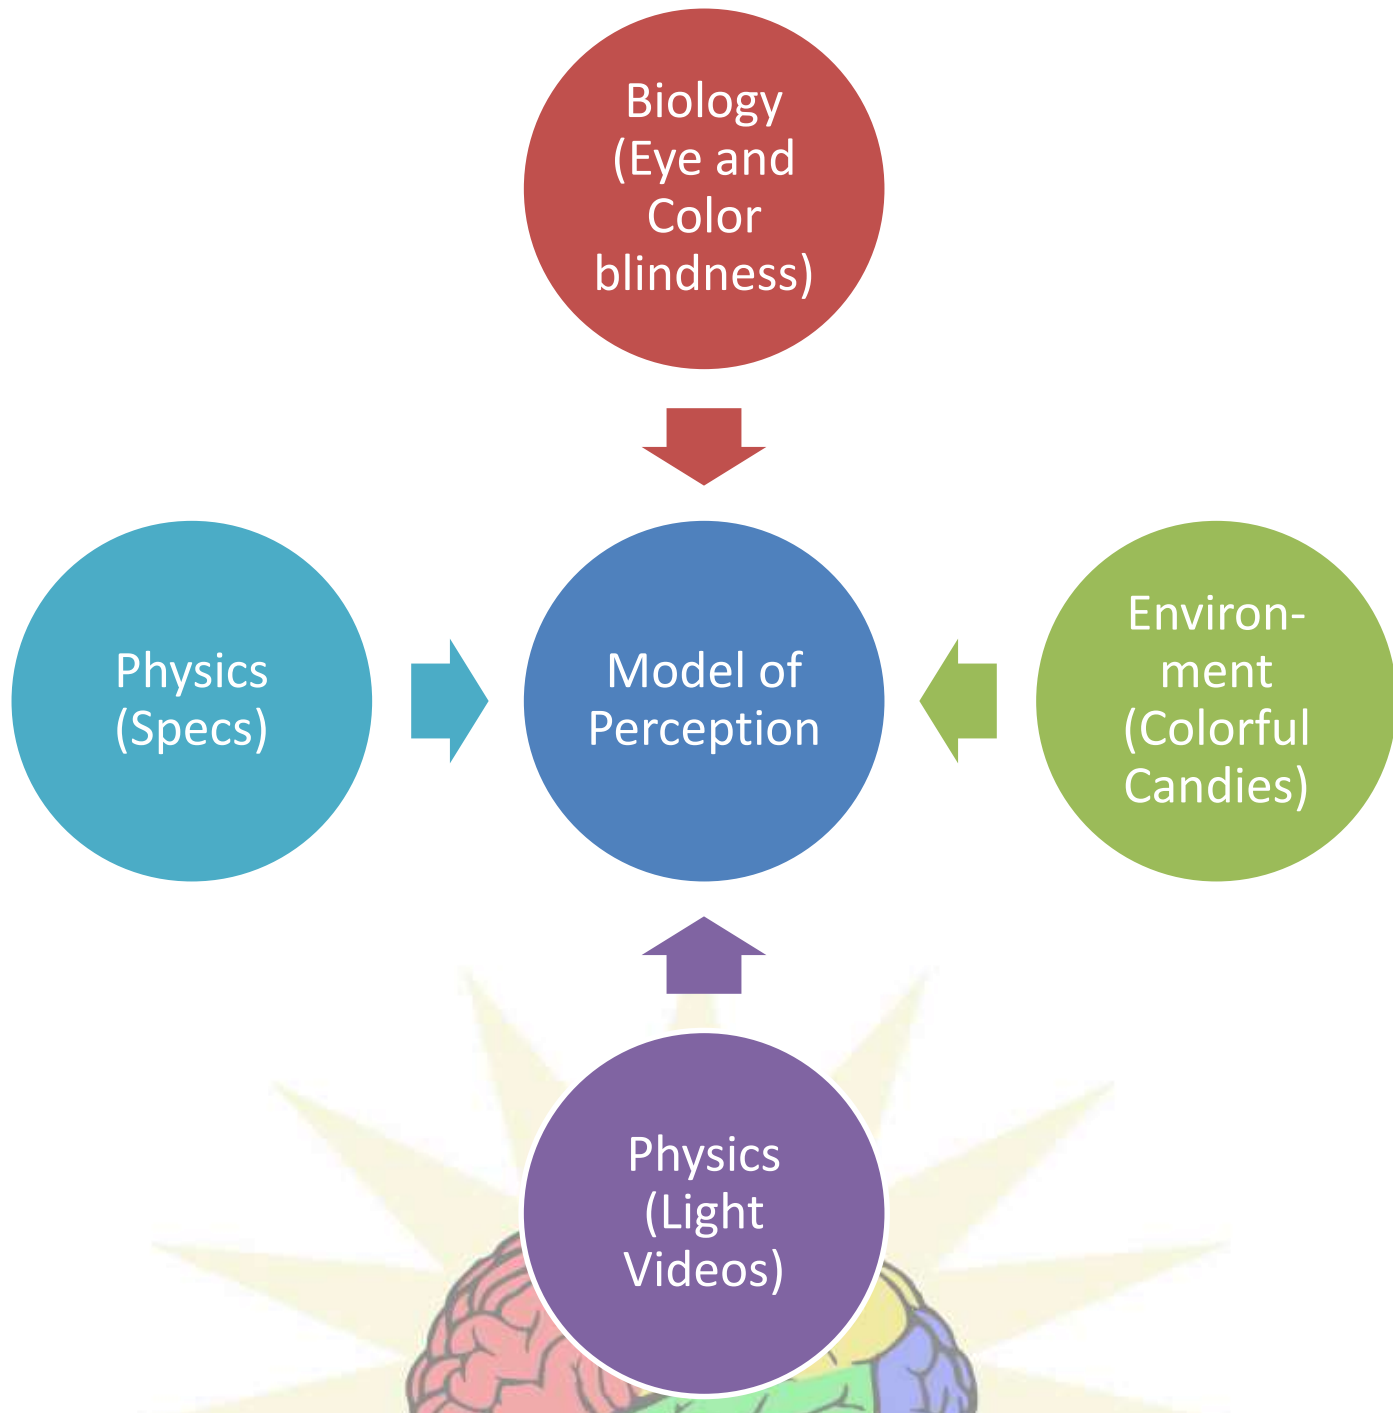 Biology
(Eye and
Color
blindness)
Physics
(Specs)
Model of
Perception
Environ-
ment
(Colorful
Candies)
Physics
(Light
Videos)